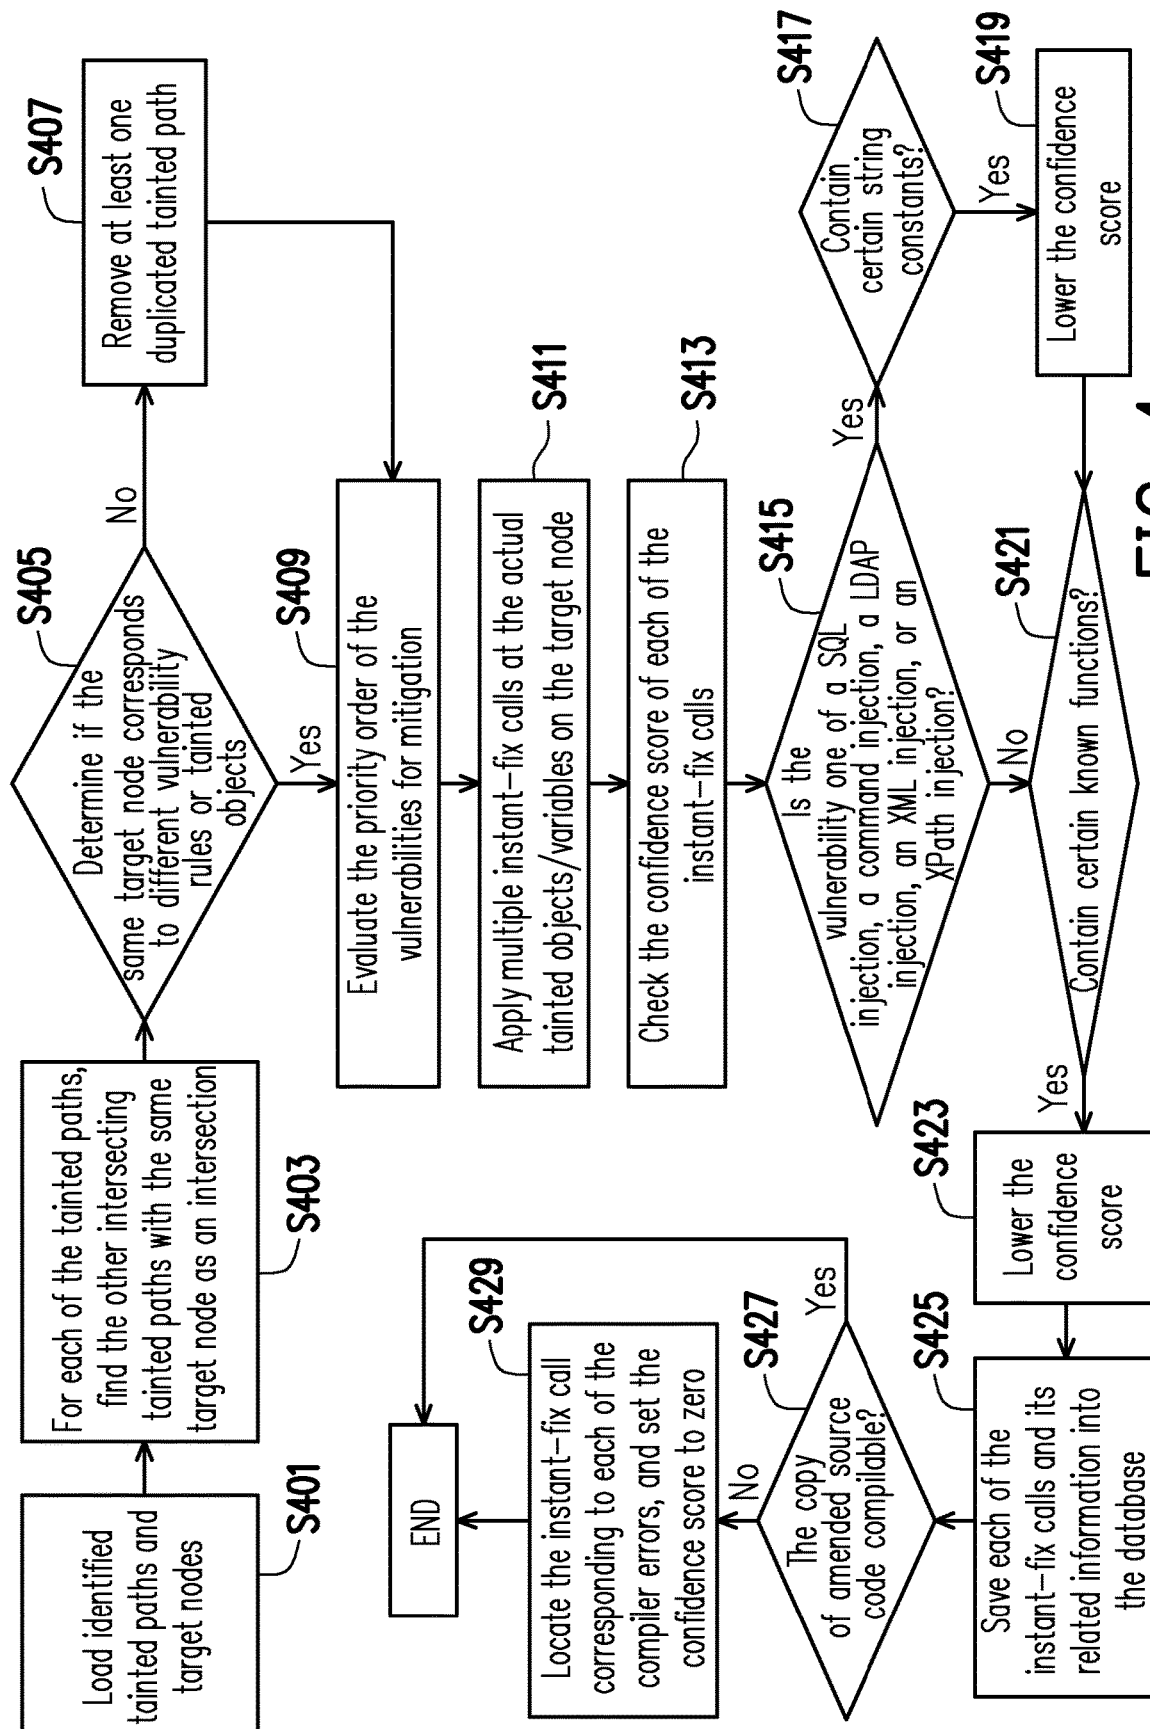 Load identified
tainted paths and
target nodes
S401
For each of the tainted paths,
find the other intersecting
tainted paths with the same
target node as an intersection
S403
Determine if the
same target node corresponds
to different vulnerability
rules or tainted
objects
S405
No
Yes
Remove at least one
duplicated tainted path
S407
Evaluate the priority order of the
vulnerabilities for mitigation
S409
Apply multiple instant-fix calls at the actual
tainted objects/variables on the target node
S411
Check the confidence score of each of the
instant-fix calls
S413
Is the
vulnerability one of a SQL
injection, a command injection, a LDAP
injection, an XML injection, or an
XPath injection?
S415
Yes
No
Contain
certain string
constants?
S417
Yes
Lower the confidence
score
S419
Contain certain known functions?
S421
Yes
Lower the
confidence
score
S423
Save each of the
instant-fix calls and its
related information into
the database
S425
The copy
of amended source
code compilable?
S427
No
Yes
Locate the instant-fix call
corresponding to each of the
compiler errors, and set the
confidence score to zero
S429
END